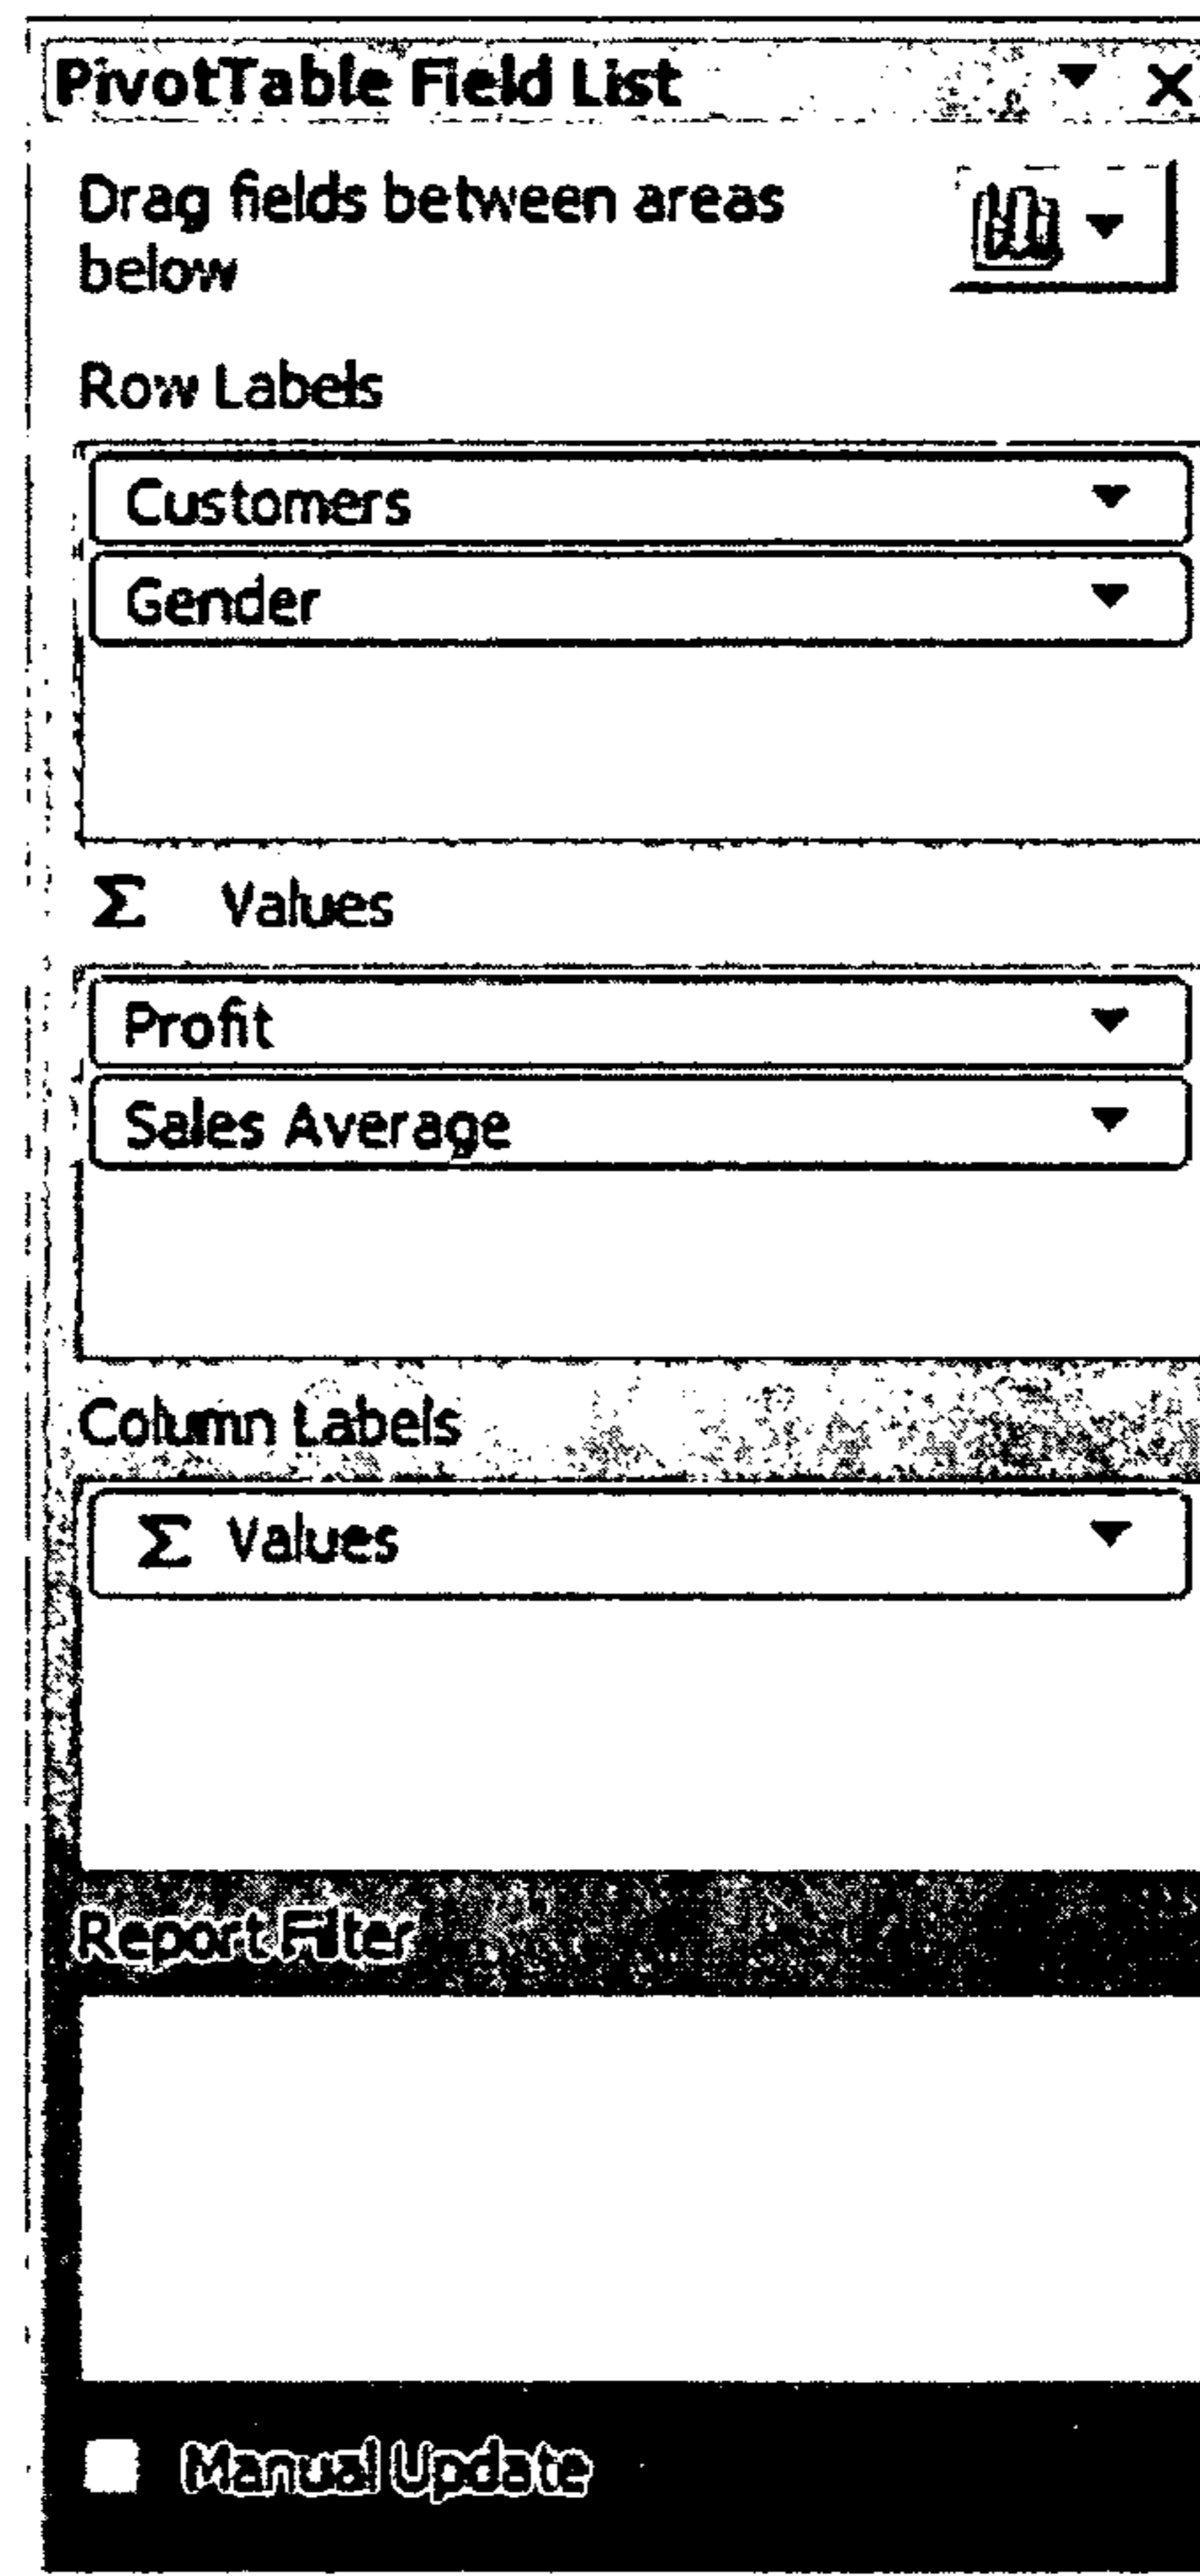 PivotTable Field List
Drag fields between areas
below
Row Labels
Customers
Gender
Σ Values
Profit
Sales Average
Column Labels
Σ Values
Report Filter
Manual Update